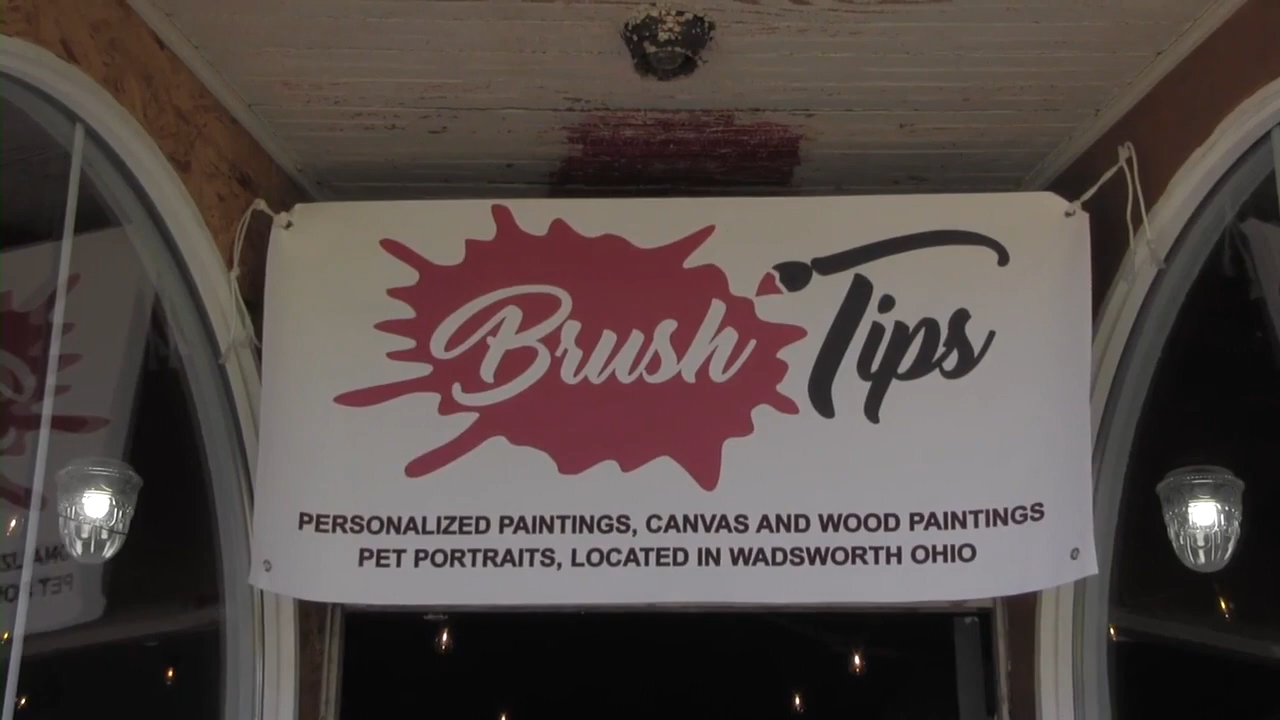 Brush Tips
PERSONALIZED PAINTINGS, CANVAS AND WOOD PAINTINGS
PET PORTRAITS, LOCATED IN WADSWORTH OHIO